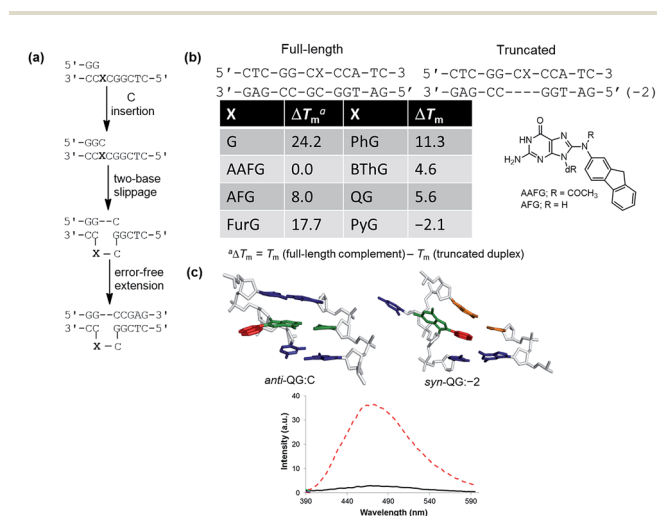 (a)
5'-GG
3'-CCXCGGCTC-5'
C
insertion
5'-GGC
3'-CCXCGGCTC-5'
two-base
slippage
5'-GG--C
3'-CC GGCTC-5'
X-C
error-free
extension
5'-GG--CCGAG-3'
3'-CC GGCTC-5'
X-C
(b)
Full-length
Truncated
5'-CTC-GG-CX-CCA-TC-3
5'-CTC-GG-CX-CCA-TC-3
3'-GAG-CC-GC-GGT-AG-5'
3'-GAG-CC----GGT-AG-5' (-2)
X ΔTmᵃ X ΔTm
G 24.2 PhG 11.3
AAFG 0.0 BThG 4.6
AFG 8.0 QG 5.6
FurG 17.7 PyG −2.1
O
HN
N
R
N
H2N
N
N
dR
AAFG; R = COCH3
AFG; R = H
ᵃΔTm = Tm (full-length complement) – Tm (truncated duplex)
(c)
anti-QG:C
syn-QG:−2
Intensity (a.u.)
40
30
20
10
0
390 440 490 540 590
Wavelength (nm)